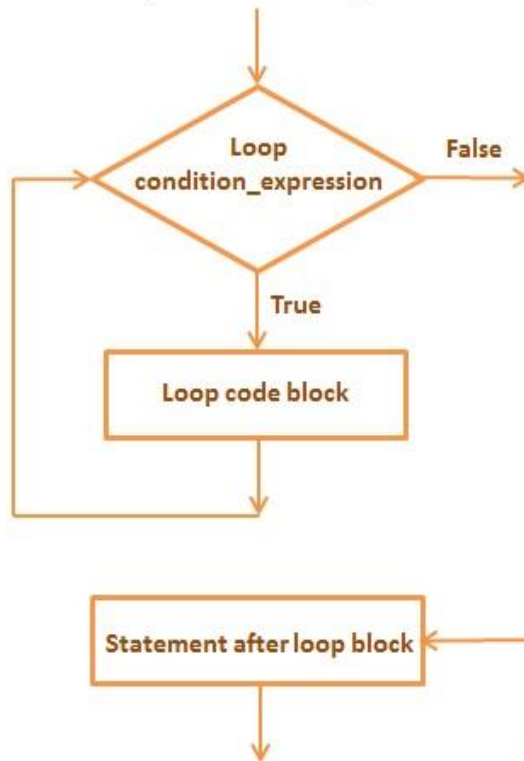 Loop
condition_expression
False
True
Loop code block
Statement after loop block